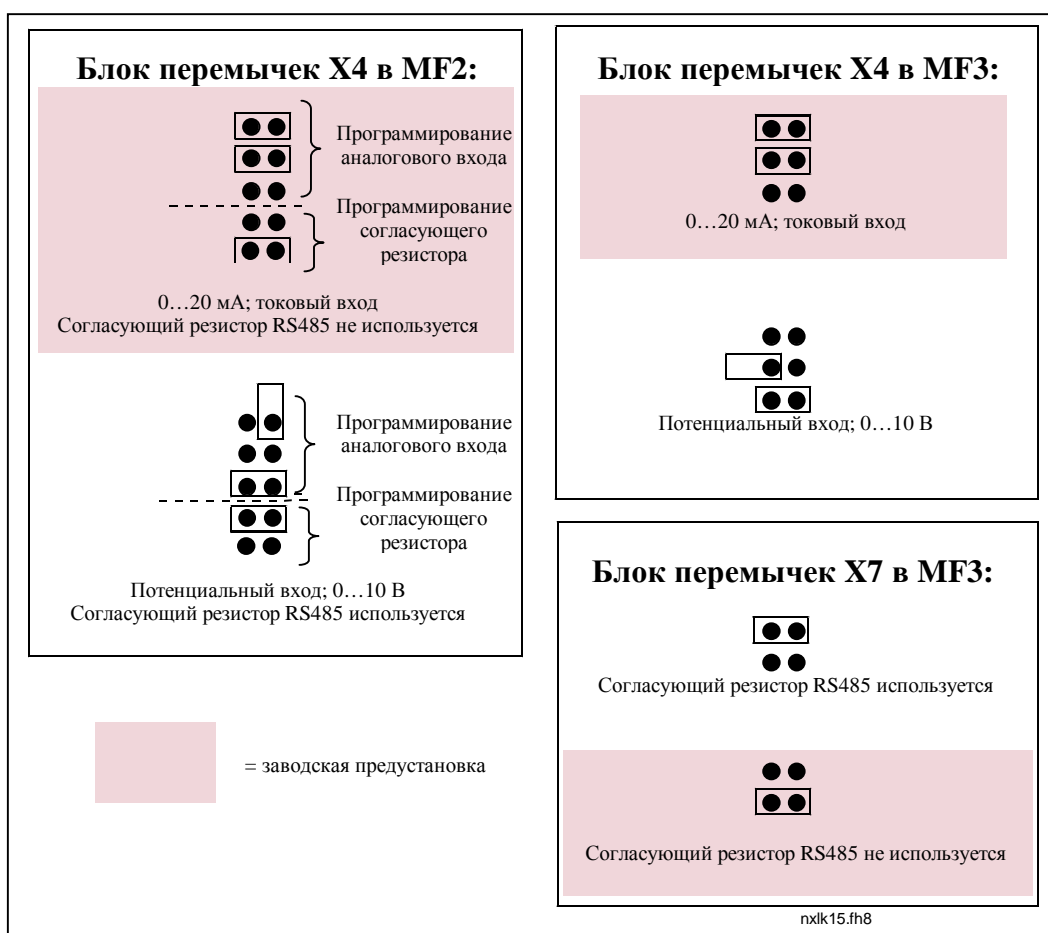 Блок перемычек X4 в MF2:
Программирование
аналогового входа
Программирование
согласующего
резистора
0…20 мА; токовый вход
Согласующий резистор RS485 не используется
Программирование
аналогового входа
Программирование
согласующего
резистора
Потенциальный вход; 0…10 В
Согласующий резистор RS485 используется
= заводская предустановка
Блок перемычек X4 в MF3:
0…20 мА; токовый вход
Потенциальный вход; 0…10 В
Блок перемычек X7 в MF3:
Согласующий резистор RS485 используется
Согласующий резистор RS485 не используется
nxlk15.fh8